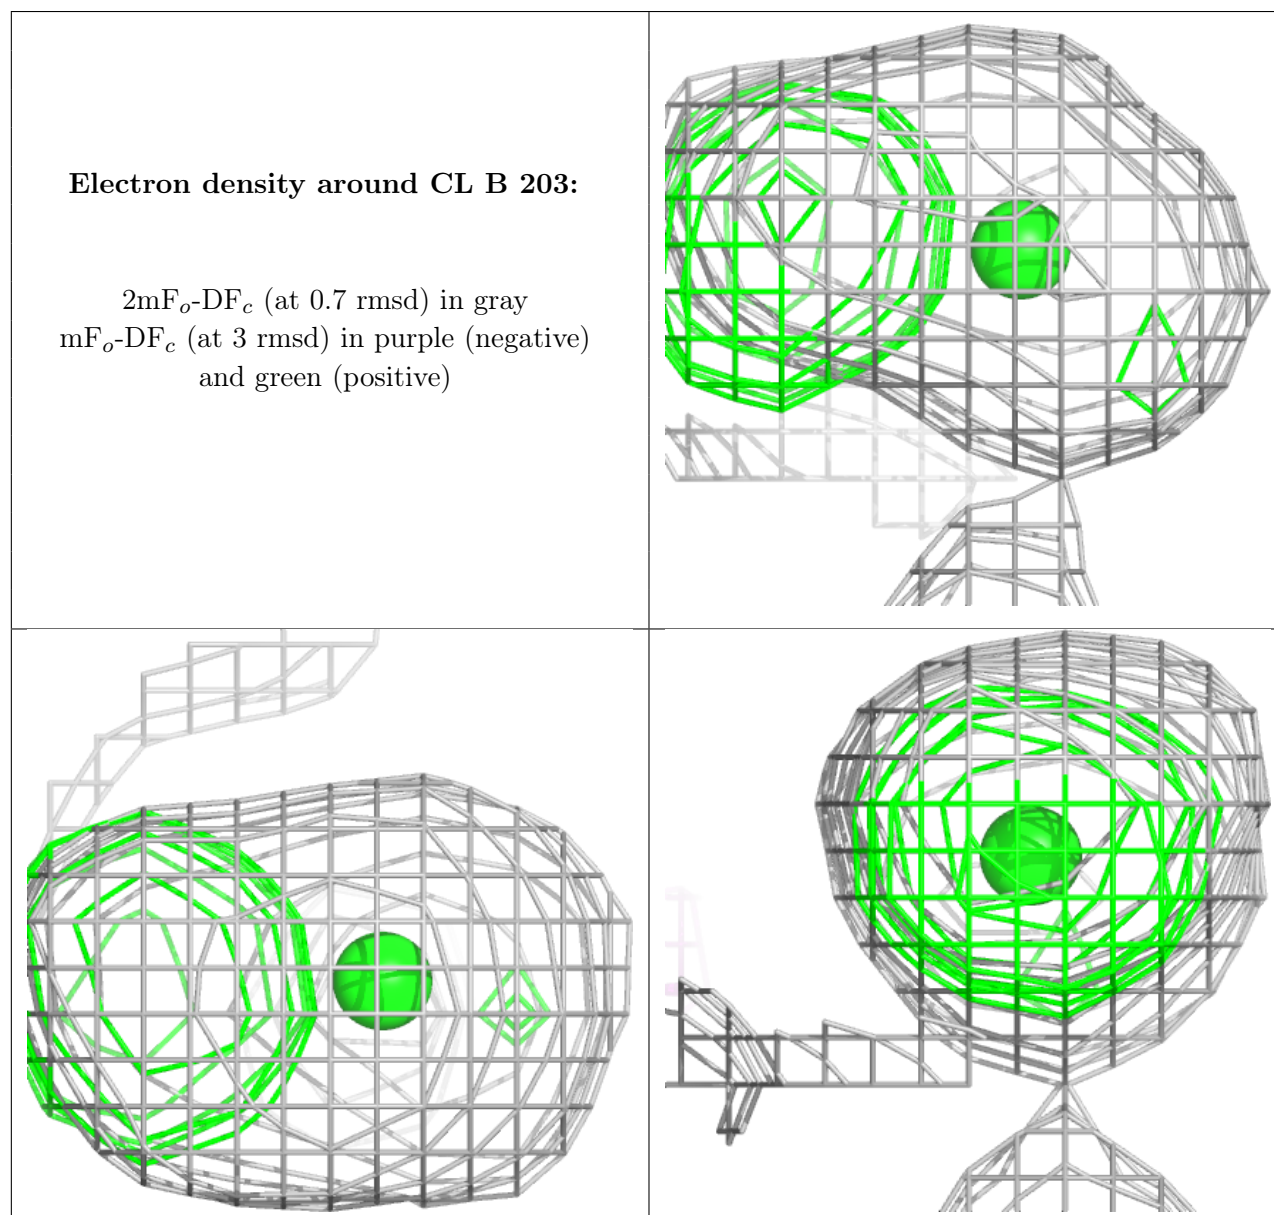 Electron density around CL B 203:
2mFo-DFc (at 0.7 rmsd) in gray
mFo-DFc (at 3 rmsd) in purple (negative)
and green (positive)